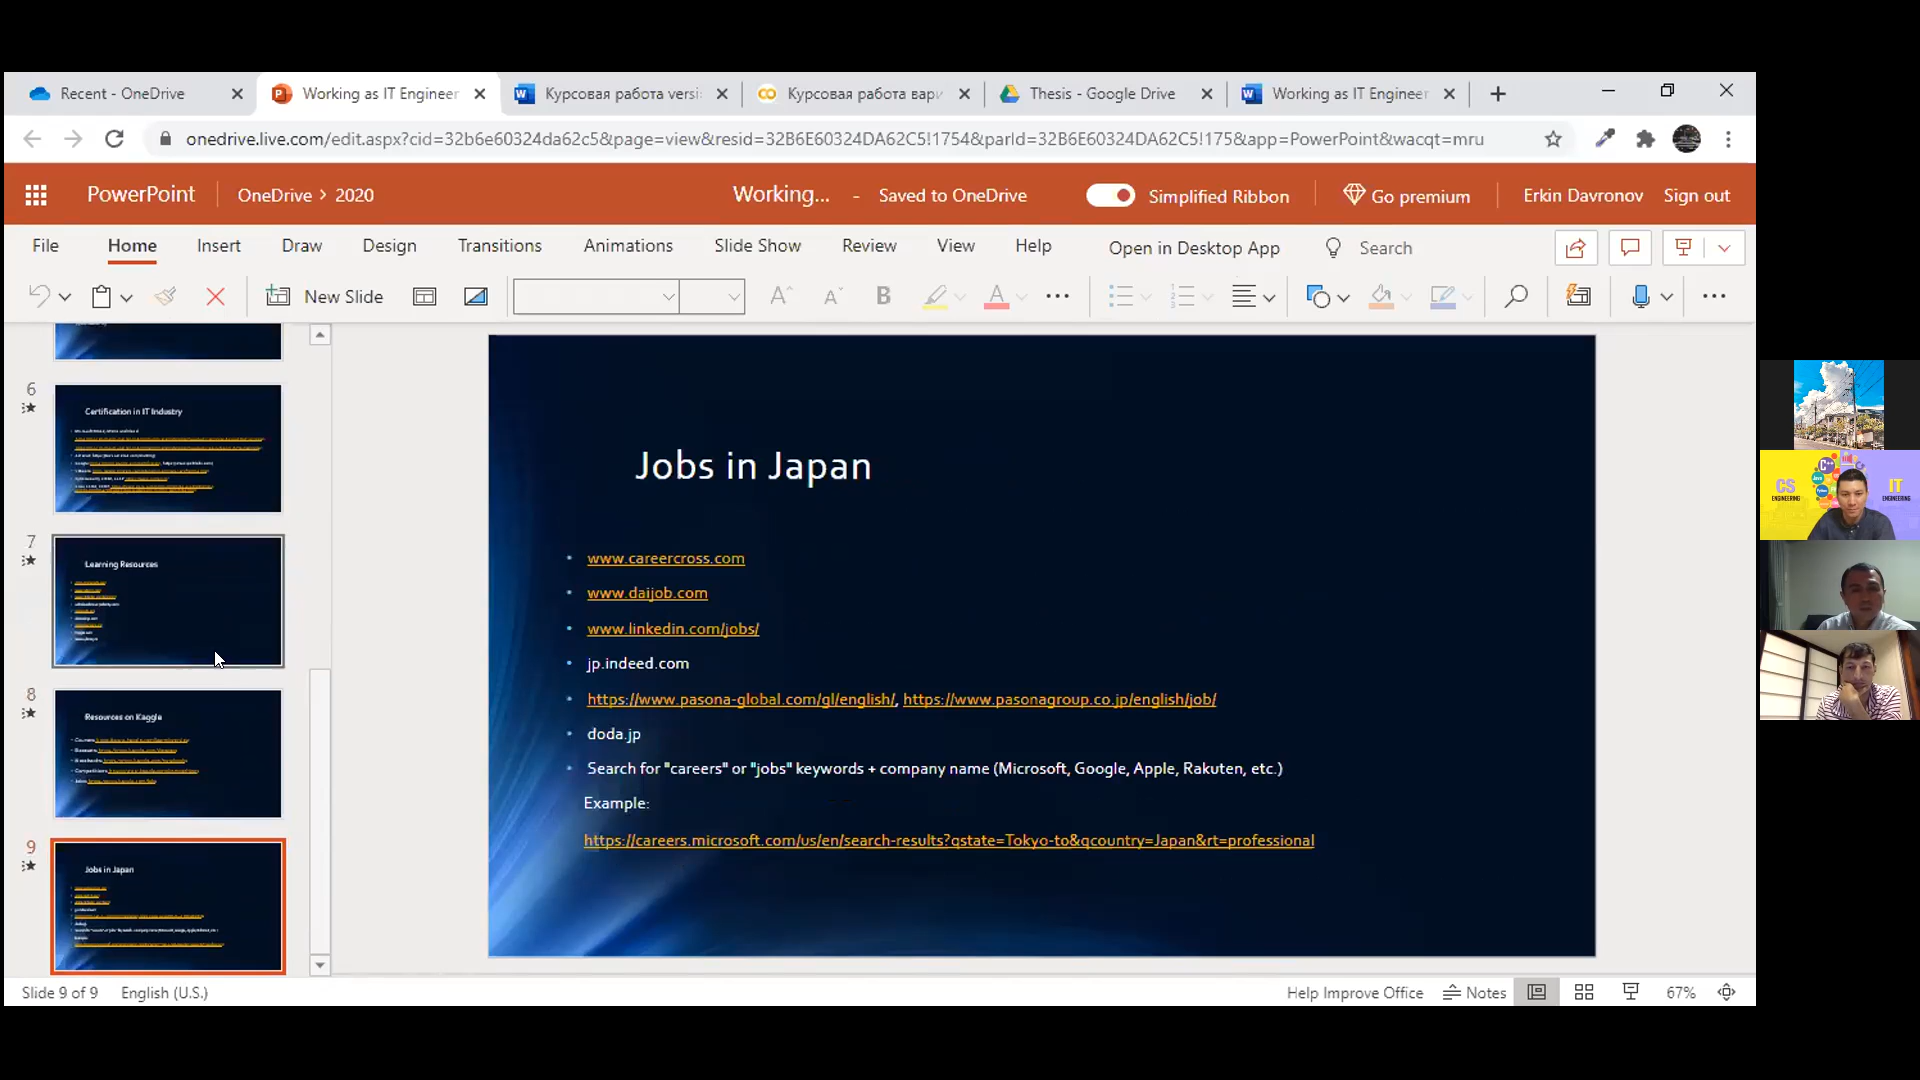 Recent - OneDrive
Working as IT Engineer
Курсовая работа versi
Курсовая работа вари
Thesis - Google Drive
Working as IT Engineer
onedrive.live.com/edit.aspx?cid=32b6e60324da62c5&page=view&resid=32B6E60324DA62C5!1754&parId=32B6E60324DA62C5!175&app=PowerPoint&wacqt=mru
PowerPoint
OneDrive > 2020
Working... - Saved to OneDrive
Simplified Ribbon
Go premium
Erkin Davronov
Sign out
File
Home
Insert
Draw
Design
Transitions
Animations
Slide Show
Review
View
Help
Open in Desktop App
Search
New Slide
6
Certification in IT Industry
7
Learning Resources
8
Resources on Kaggle
9
Jobs in Japan
Jobs in Japan
• www.careercross.com
• www.daijob.com
• www.linkedin.com/jobs/
• jp.indeed.com
• https://www.pasona-global.com/gl/english/, https://www.pasonagroup.co.jp/english/job/
• doda.jp
• Search for "careers" or "jobs" keywords + company name (Microsoft, Google, Apple, Rakuten, etc.)
Example:
https://careers.microsoft.com/us/en/search-results?qstate=Tokyo-to&qcountry=Japan&rt=professional
CS
ENGINEERING
C++
IT
ENGINEERING
Slide 9 of 9
English (U.S.)
Help Improve Office
Notes
67%